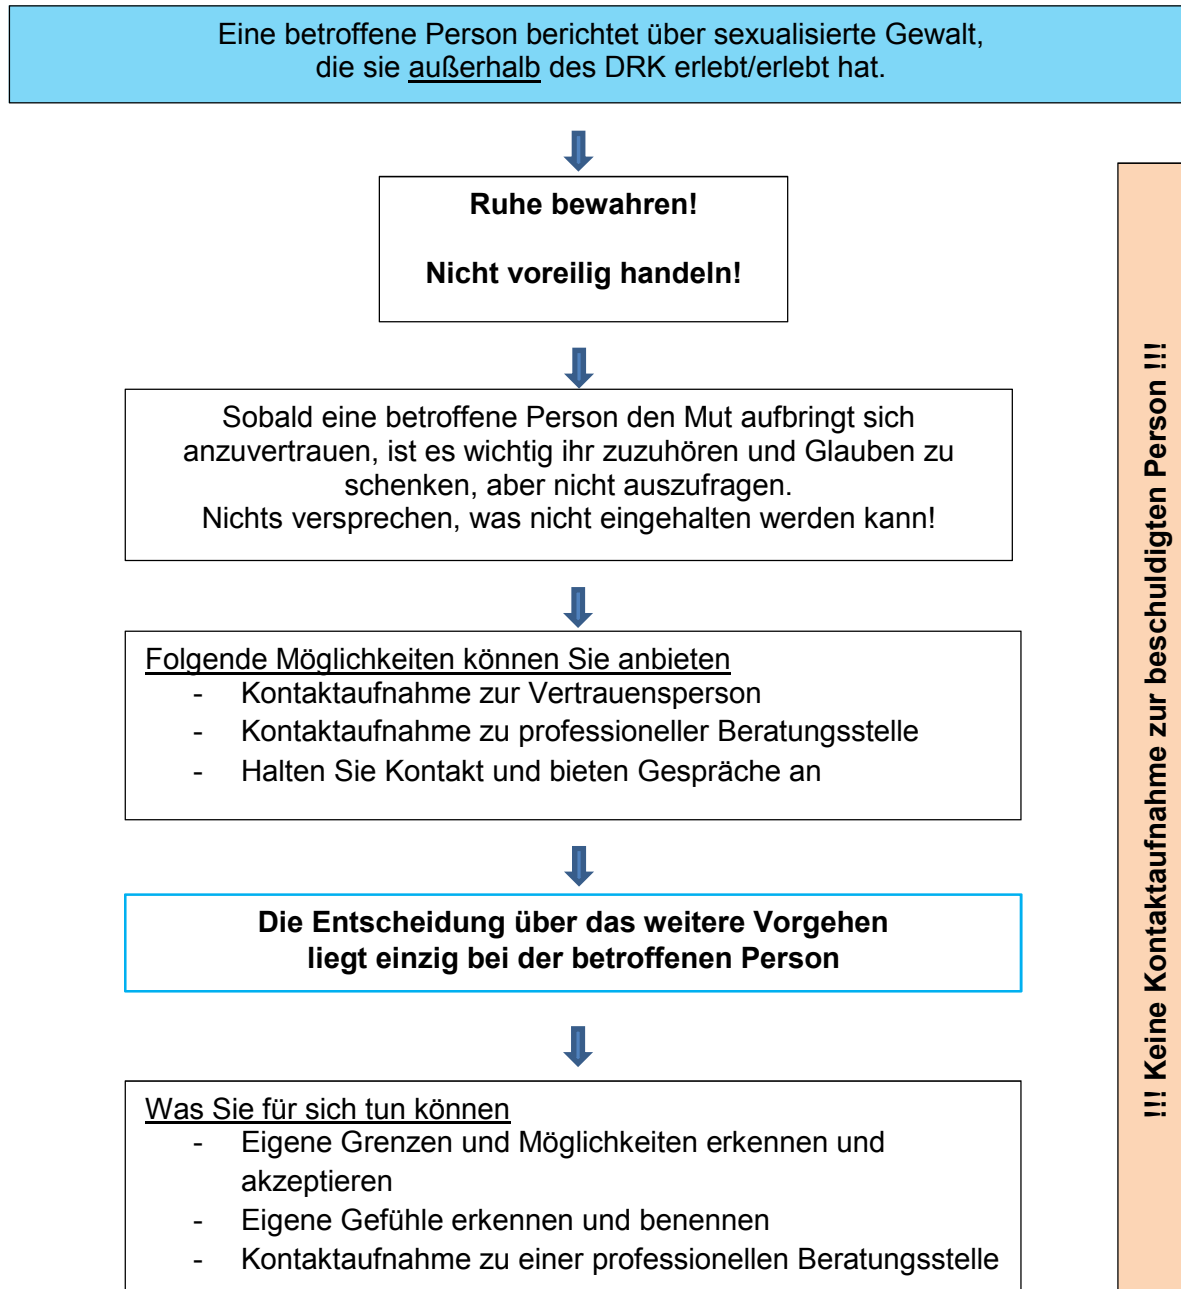 Eine betroffene Person berichtet über sexualisierte Gewalt,
die sie außerhalb des DRK erlebt/erlebt hat.
Ruhe bewahren!
Nicht voreilig handeln!
Sobald eine betroffene Person den Mut aufbringt sich
anzuvertrauen, ist es wichtig ihr zuzuhören und Glauben zu
schenken, aber nicht auszufragen.
Nichts versprechen, was nicht eingehalten werden kann!
Folgende Möglichkeiten können Sie anbieten
- Kontaktaufnahme zur Vertrauensperson
- Kontaktaufnahme zu professioneller Beratungsstelle
- Halten Sie Kontakt und bieten Gespräche an
Die Entscheidung über das weitere Vorgehen
liegt einzig bei der betroffenen Person
Was Sie für sich tun können
- Eigene Grenzen und Möglichkeiten erkennen und
akzeptieren
- Eigene Gefühle erkennen und benennen
- Kontaktaufnahme zu einer professionellen Beratungsstelle
!!! Keine Kontaktaufnahme zur beschuldigten Person !!!